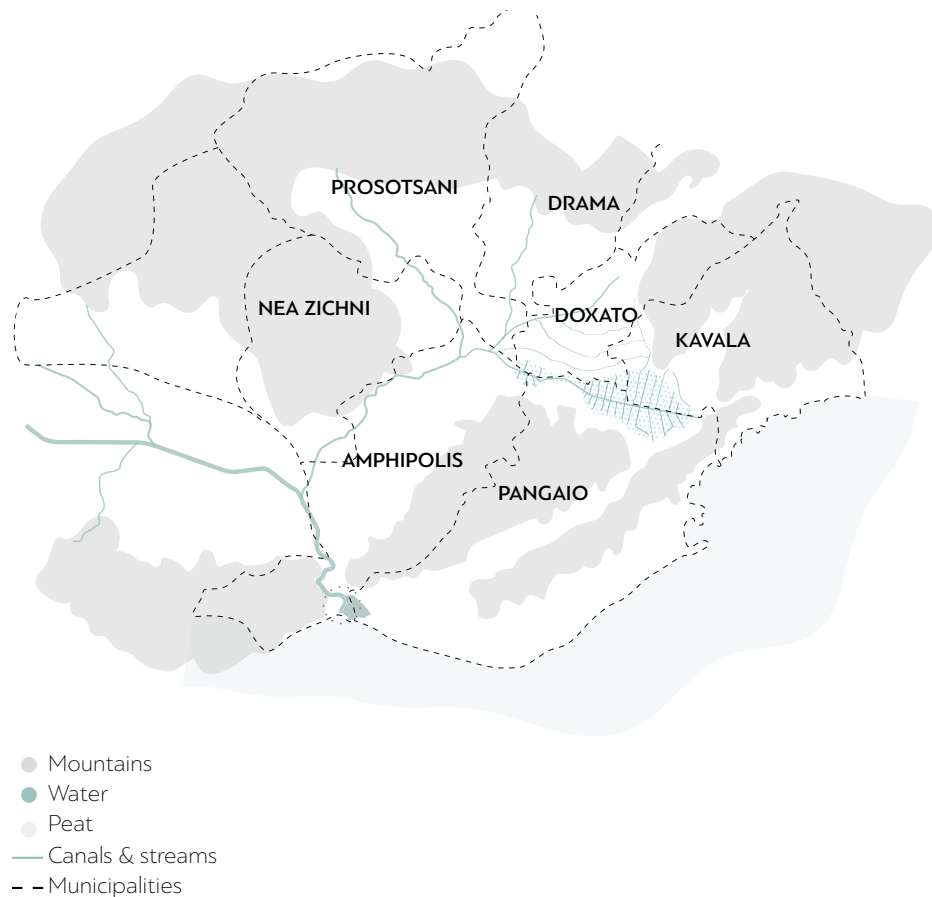 PROSOTSANI
DRAMA
NEA ZICHNI
DOXATO
KAVALA
AMPHIPOLIS
PANGAIO
Mountains
Water
Peat
Canals & streams
Municipalities